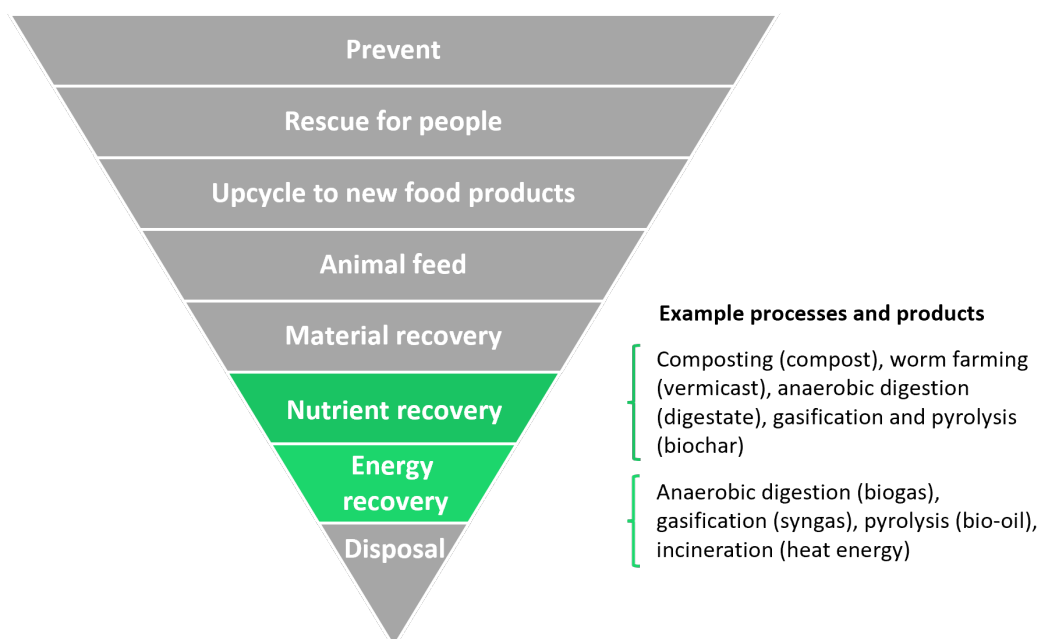 Prevent
Rescue for people
Upcycle to new food products
Animal feed
Material recovery
Nutrient recovery
Energy
recovery
Disposal
Example processes and products
Composting (compost), worm farming
(vermicast), anaerobic digestion
(digestate), gasification and pyrolysis
(biochar)
Anaerobic digestion (biogas),
gasification (syngas), pyrolysis (bio-oil),
incineration (heat energy)